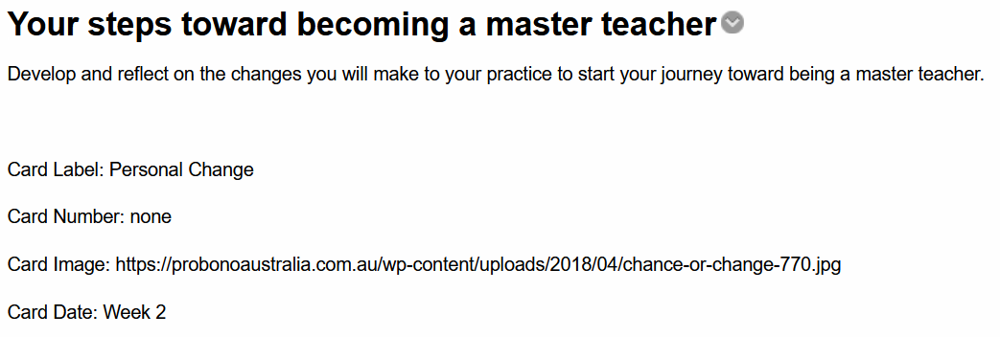 Your steps toward becoming a master teacher
Develop and reflect on the changes you will make to your practice to start your journey toward being a master teacher.
Card Label: Personal Change
Card Number: none
Card Image: https://probonoaustralia.com.au/wp-content/uploads/2018/04/chance-or-change-770.jpg
Card Date: Week 2